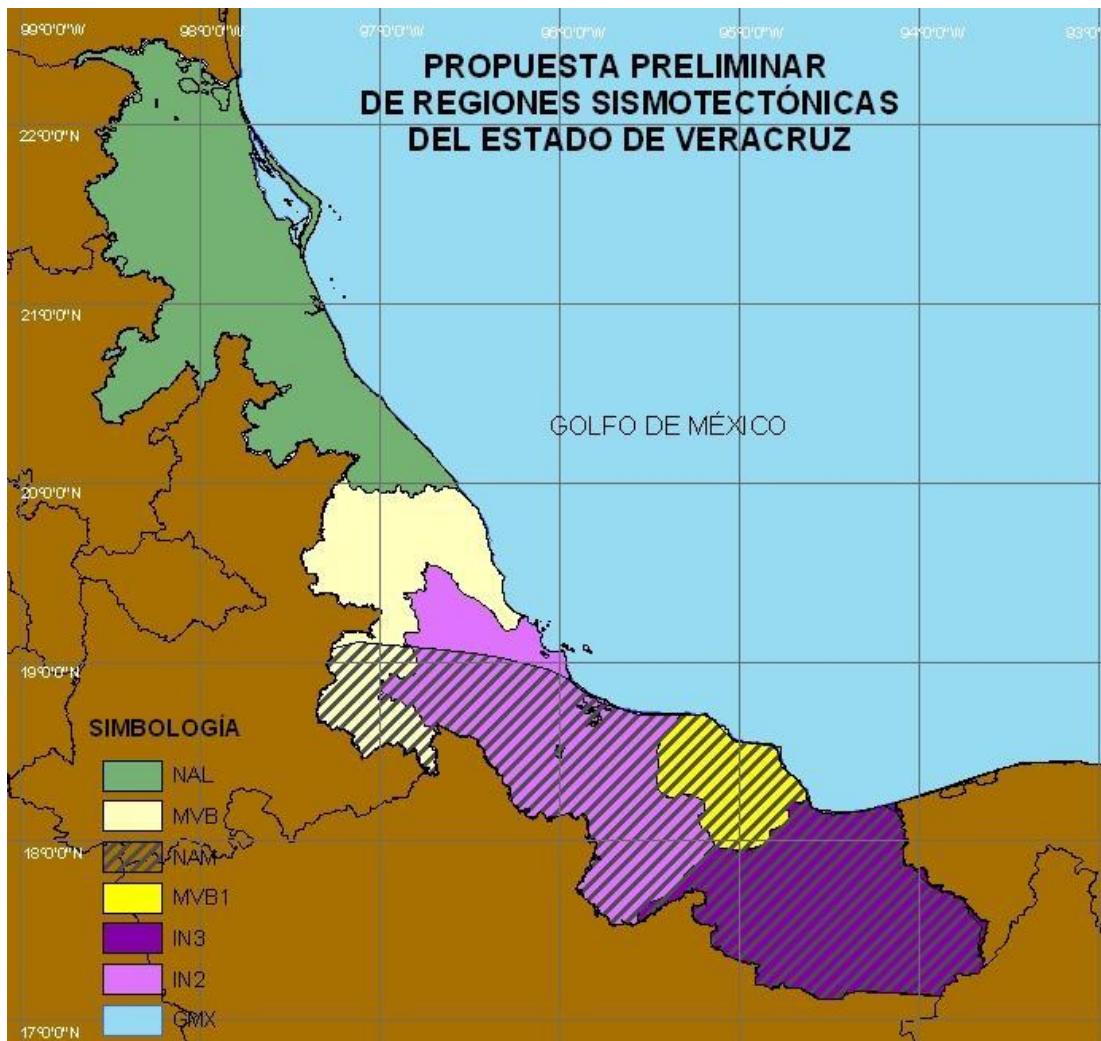 99°0'0"W 98°0'0"W 97°0'0"W 96°0'0"W 95°0'0"W 94°0'0"W 93°0'
PROPUESTA PRELIMINAR
DE REGIONES SISMOTECTÓNICAS
DEL ESTADO DE VERACRUZ
22°0'0"N
21°0'0"N
GOLFO DE MÉXICO
20°0'0"N
19°0'0"N
SIMBOLOGÍA
NAL
MVB
NAM
18°0'0"N
MVB1
IN3
IN2
GMX
17°0'0"N